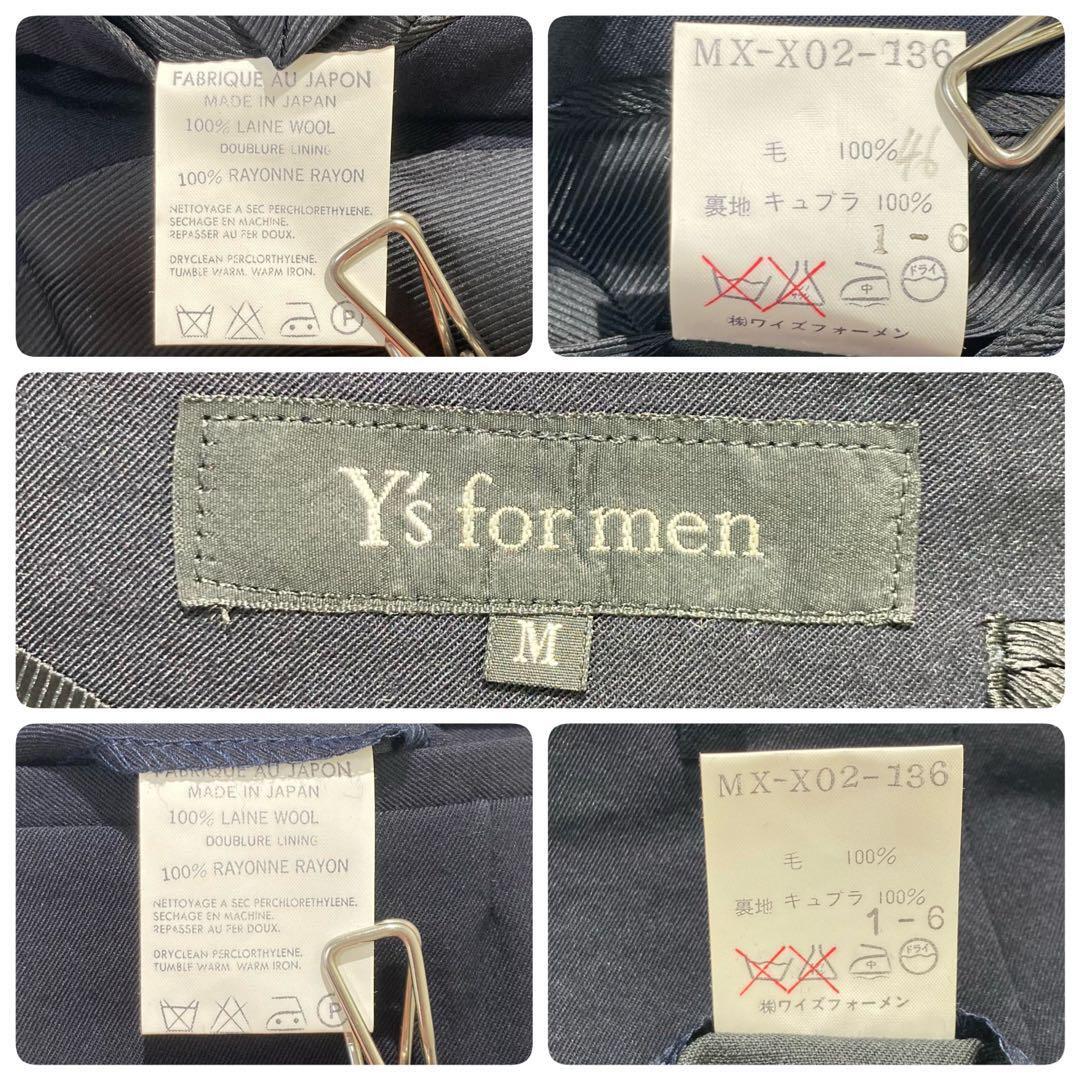 FABRIQUE AU JAPON
MADE IN JAPAN
100% LAINE WOOL
DOUBLURE LINING
100% RAYONNE RAYON
NETTOYAGE A SEC PERCHLORETHYLENE.
SECHAGE EN MACHINE.
REPASSER AU FER DOUX.
DRYCLEAN PERCLORTHYLENE.
TUMBLE WARM. WARM IRON.
P
MX-X02-136
毛 100% 46
裏地 キュプラ 100%
1-6
中 ドライ
㈱ワイズフォーメン
Y's for men
M
FABRIQUE AU JAPON
MADE IN JAPAN
100% LAINE WOOL
DOUBLURE LINING
100% RAYONNE RAYON
NETTOYAGE A SEC PERCHLORETHYLENE.
SECHAGE EN MACHINE.
REPASSER AU FER DOUX.
DRYCLEAN PERCLORTHYLENE.
TUMBLE WARM. WARM IRON.
P
MX-X02-136
毛 100%
裏地 キュプラ 100%
1-6
中 ドライ
㈱ワイズフォーメン